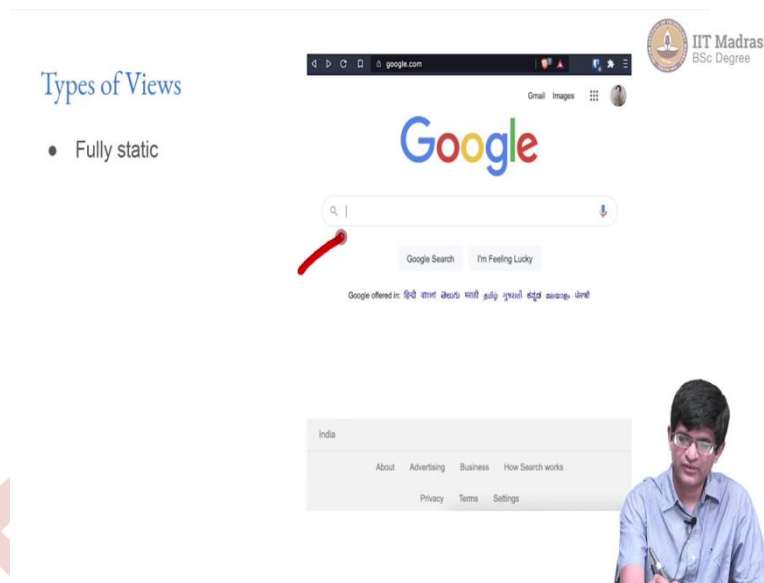 IIT Madras
BSc Degree
Types of Views
● Fully static
google.com
Gmail Images
Google
Google Search I'm Feeling Lucky
Google offered in: हिन्दी বাংলা తెలుగు मराठी தமிழ் ગુજરાતી ಕನ್ನಡ മലയാളം ਪੰਜਾਬੀ
India
About Advertising Business How Search works
Privacy Terms Settings